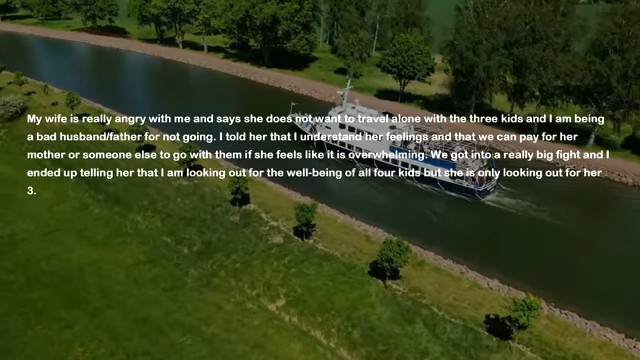 My wife is really angry with me and says she does not want to travel alone with the three kids and I am being
a bad husband/father for not going. I told her that I understand her feelings and that we can pay for her
mother or someone else to go with them if she feels like it is overwhelming. We got into a really big fight and I
ended up telling her that I am looking out for the well-being of all four kids but she is only looking out for her
3.